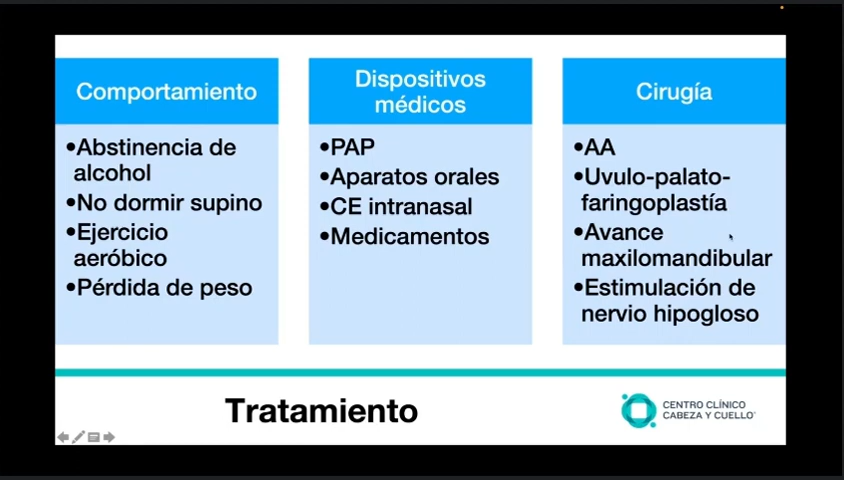 Comportamiento
•Abstinencia de
alcohol
•No dormir supino
•Ejercicio
aeróbico
•Pérdida de peso
Dispositivos
médicos
•PAP
•Aparatos orales
•CE intranasal
•Medicamentos
Cirugía
•AA
•Uvulo-palato-
faringoplastía
•Avance
maxilomandibular
•Estimulación de
nervio hipogloso
Tratamiento
CENTRO CLÍNICO
CABEZA Y CUELLO